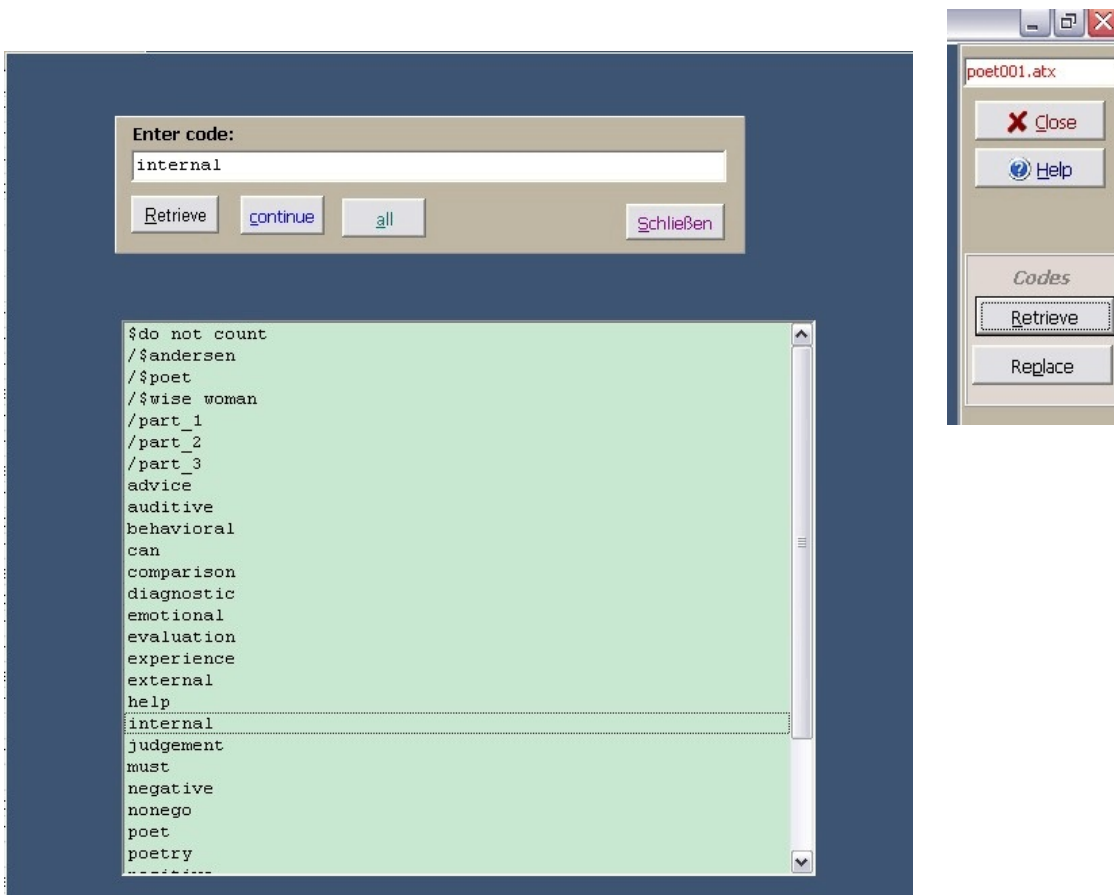 Enter code:
internal
Retrieve continue all Schließen
$do not count
/$andersen
/$poet
/$wise woman
/part_1
/part_2
/part_3
advice
auditive
behavioral
can
comparison
diagnostic
emotional
evaluation
experience
external
help
internal
judgement
must
negative
nonego
poet
poetry
poet001.atx
Close
Help
Codes
Retrieve
Replace